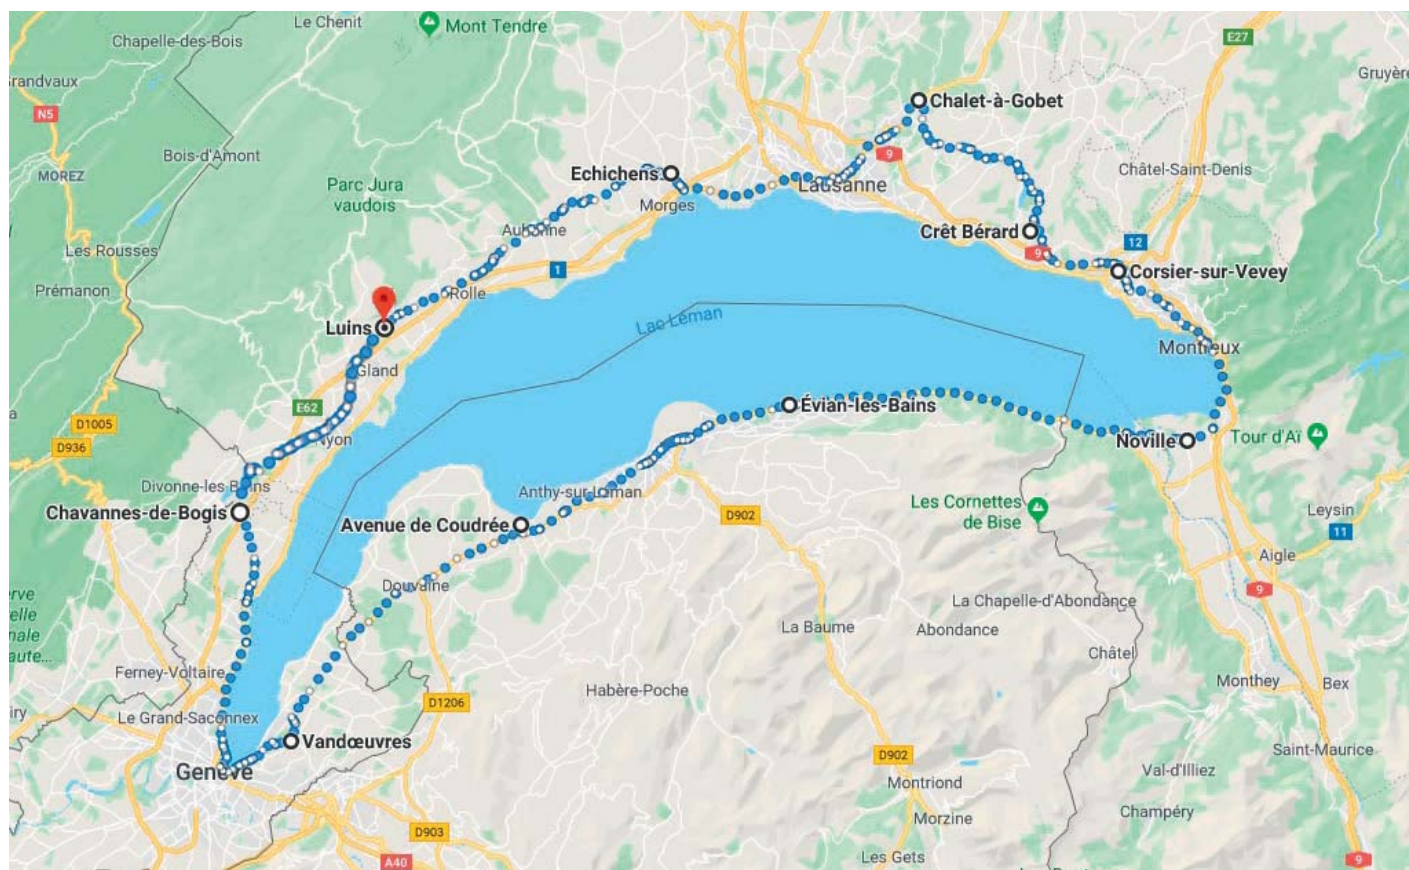 Le Chenit
Mont Tendre
Chapelle-des-Bois
E27
Gruyère
Grandvaux
N5
Chalet-à-Gobet
Bois-d'Amont
9
MOREZ
Echichens
Châtel-Saint-Denis
Parc Jura
vaudois
Lausanne
Morges
Aubonne
Crêt Bérard
12
9
Les Rousses
1
Corsier-sur-Vevey
Prémanon
Rolle
Lac Léman
Luins
Montreux
Gland
E62
Évian-les-Bains
D1005
Nyon
Noville
Tour d'Aï
D936
Divonne-les-Bains
Anthy-sur-Léman
Chavannes-de-Bogis
Avenue de Coudrée
D902
Les Cornettes
de Bise
Leysin
11
Aigle
Douvaine
9
La Chapelle-d'Abondance
La Baume
Abondance
Châtel
Ferney-Voltaire
Monthey
Bex
Habère-Poche
D1206
Le Grand-Saconnex
Vandœuvres
Saint-Maurice
D902
Genève
Val-d'Illiez
Montriond
Champéry
Morzine
D903
Les Gets
A40
9